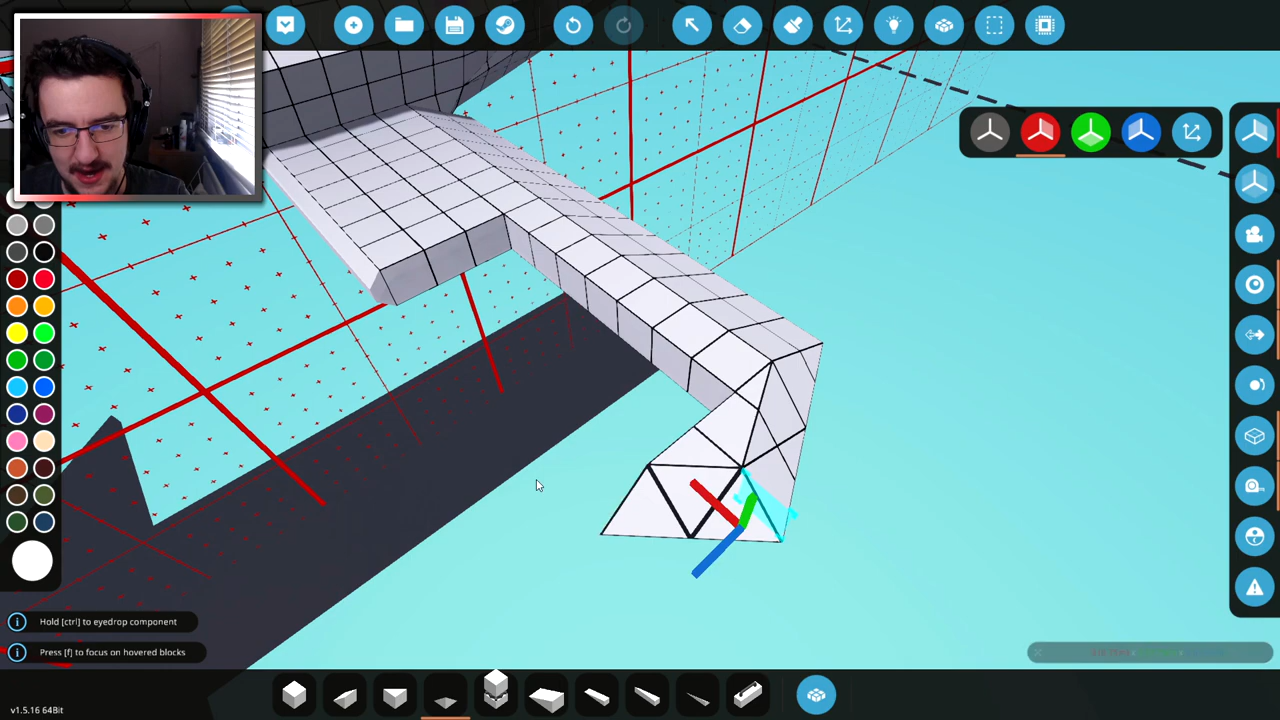 Hold [ctrl] to eyedrop component
Press [f] to focus on hovered blocks
v1.5.16 64Bit